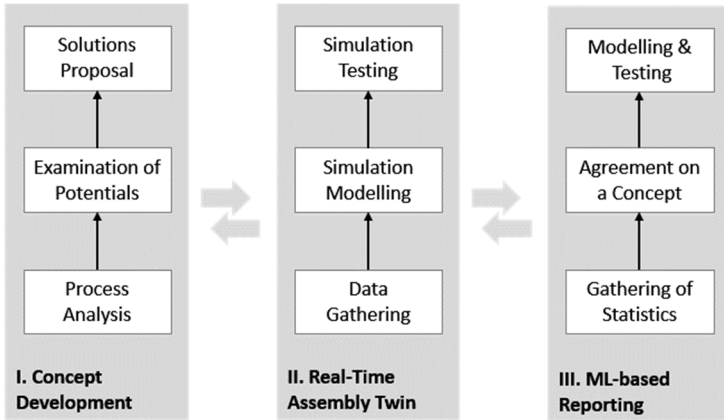 Solutions
Proposal
Examination of
Potentials
Process
Analysis
I. Concept
Development
Simulation
Testing
Simulation
Modelling
Data
Gathering
II. Real-Time
Assembly Twin
Modelling &
Testing
Agreement on
a Concept
Gathering of
Statistics
III. ML-based
Reporting